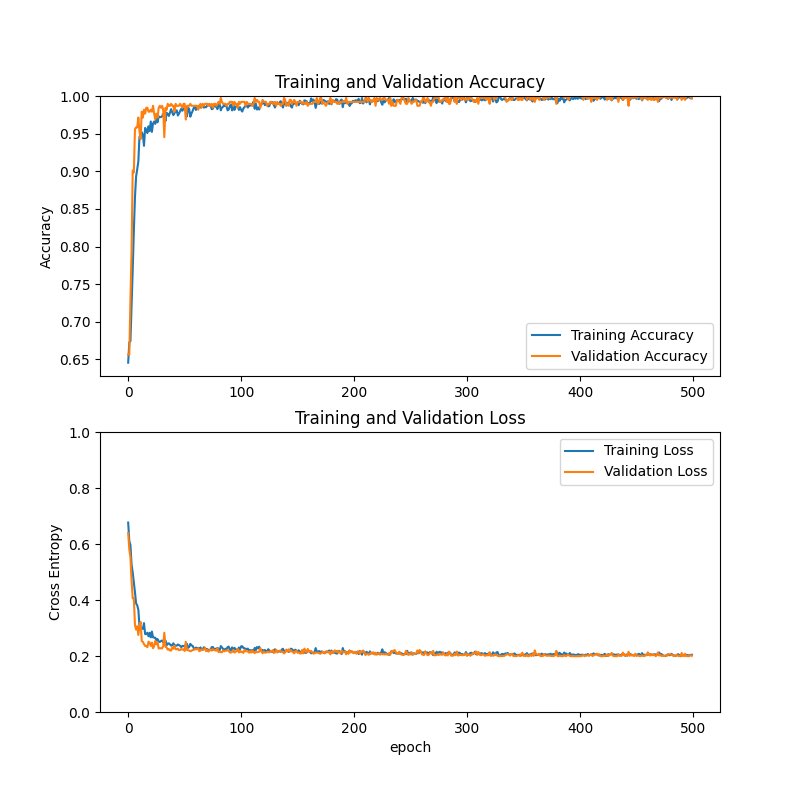 Training and Validation Accuracy
1.00
0.95
0.90
0.85
0.80
0.75
0.70
0.65
Accuracy
Training Accuracy
Validation Accuracy
0 100 200 300 400 500
Training and Validation Loss
1.0
0.8
0.6
0.4
0.2
0.0
Cross Entropy
Training Loss
Validation Loss
0 100 200 300 400 500
epoch